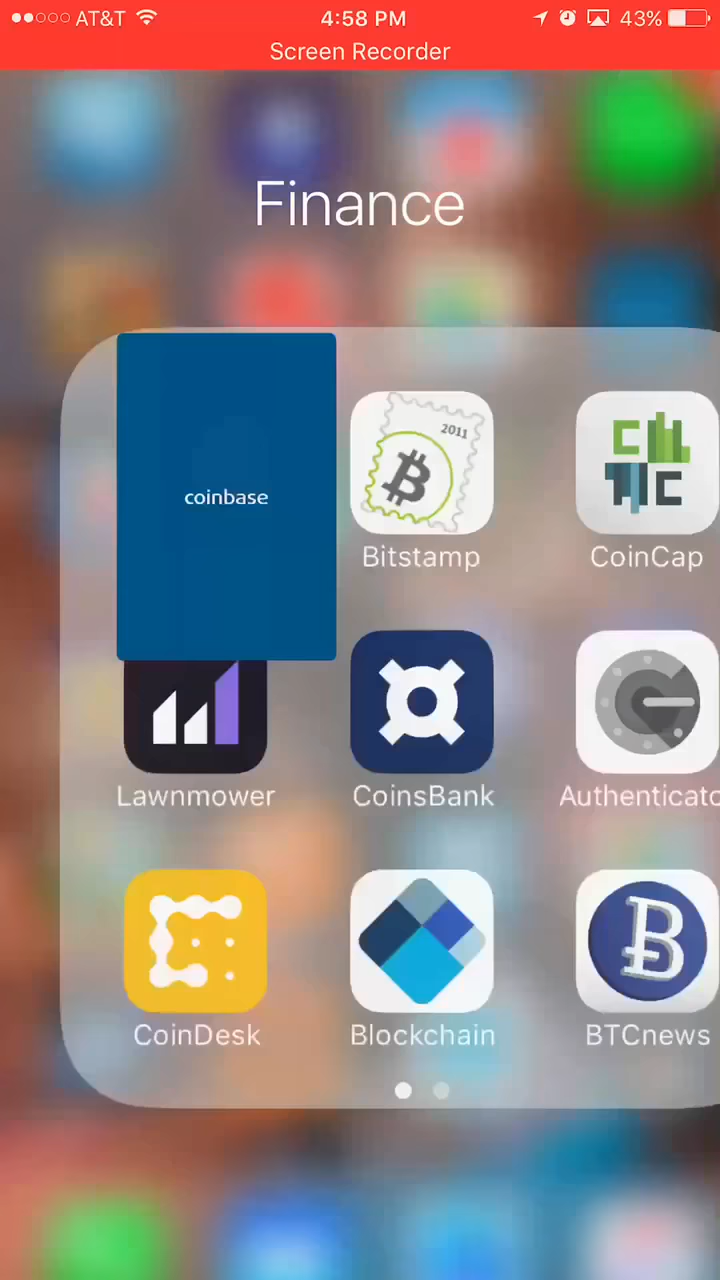 AT&T 4:58 PM 43%
Screen Recorder
Finance
coinbase
2011
Bitstamp CoinCap
Lawnmower CoinsBank Authenticato
CoinDesk Blockchain BTCnews